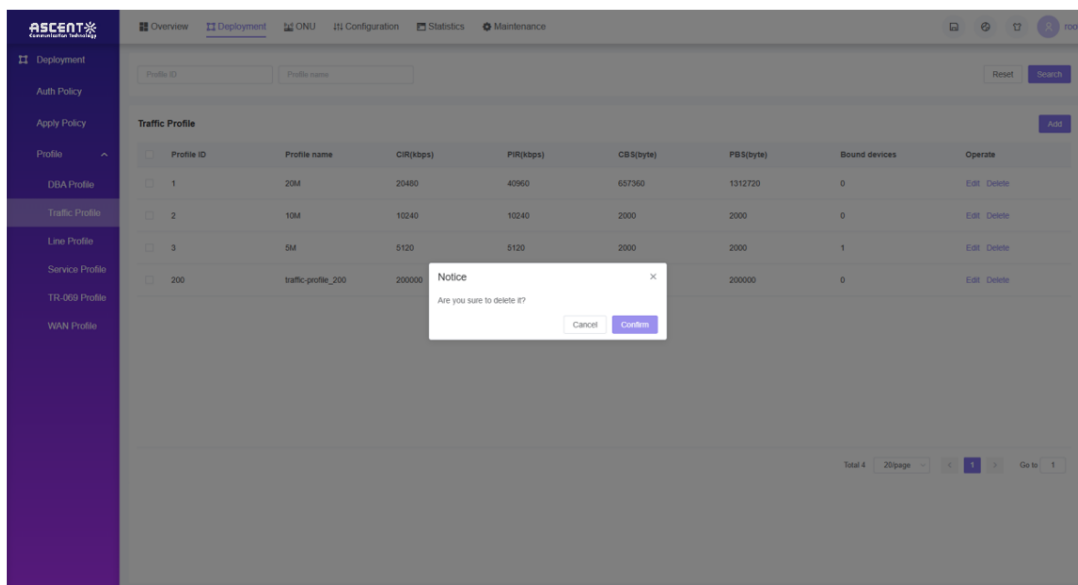 ASCENT
Communication Technology
Overview Deployment ONU Configuration Statistics Maintenance roo
Deployment
Auth Policy
Apply Policy
Profile
DBA Profile
Traffic Profile
Line Profile
Service Profile
TR-069 Profile
WAN Profile
Profile ID Profile name Reset Search
Traffic Profile Add
Profile ID Profile name CIR(kbps) PIR(kbps) CBS(byte) PBS(byte) Bound devices Operate
1 20M 20480 40960 657360 1312720 0 Edit Delete
2 10M 10240 10240 2000 2000 0 Edit Delete
3 5M 5120 5120 2000 2000 1 Edit Delete
200 traffic-profile_200 200000 200000 0 Edit Delete
Notice
Are you sure to delete it?
Cancel Confirm
Total 4 20/page 1 Go to 1